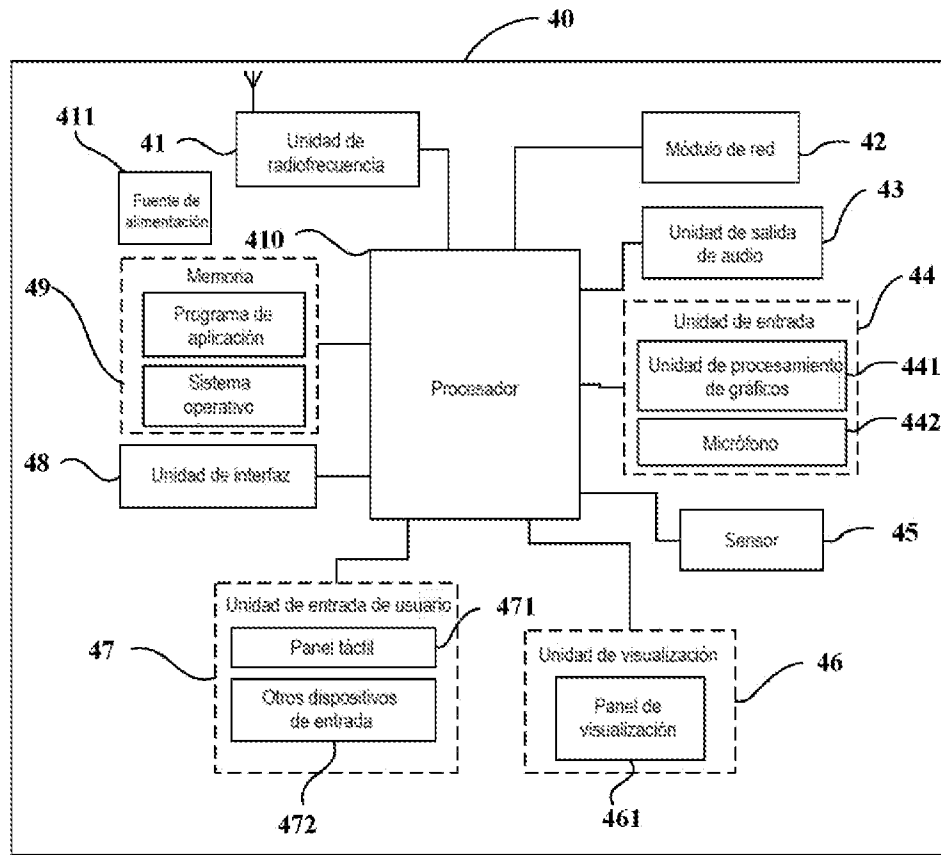 40
411
41
Unidad de
radiofrecuencia
Módulo de red
42
Fuente de
alimentación
43
Unidad de salida
de audio
410
49
Memoria
Programa de
aplicación
Sistema
operativo
Procesador
44
Unidad de entrada
Unidad de procesamiento
de gráficos
441
442
Micrófono
48
Unidad de interfaz
Sensor
45
47
Unidad de entrada de usuario
471
Panel táctil
Otros dispositivos
de entrada
472
Unidad de visualización
46
Panel de
visualización
461